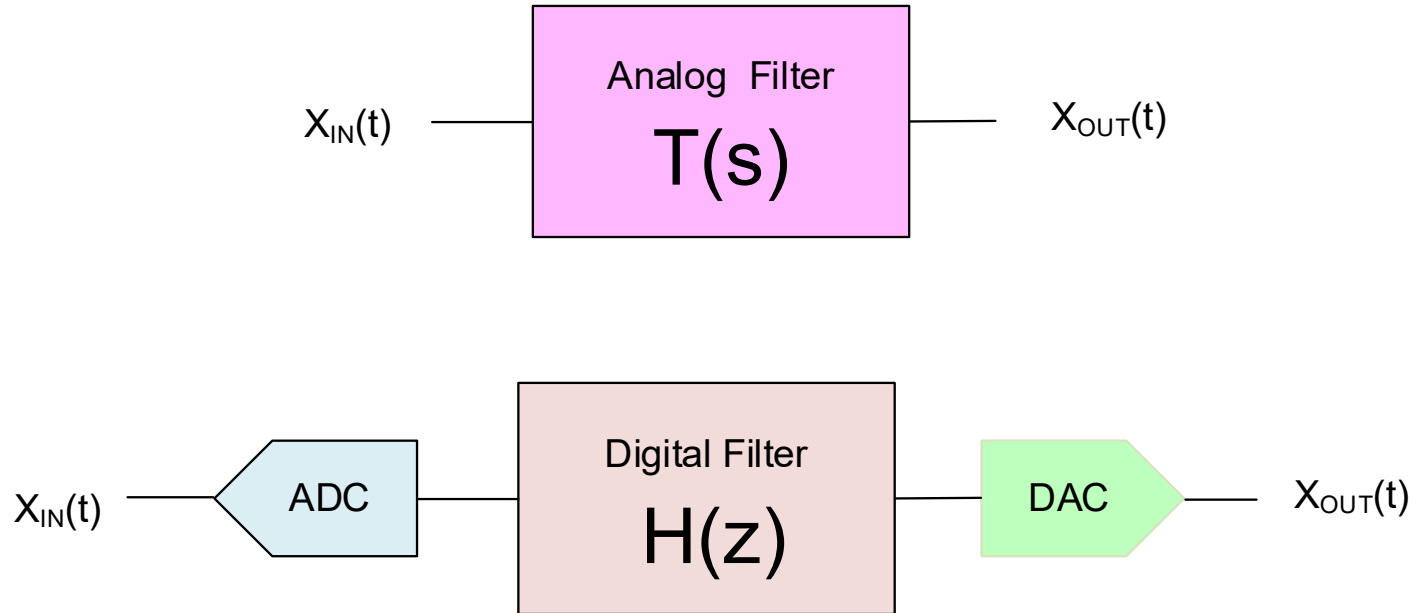 Analog  Filter
X_IN(t)
T(s)
X_OUT(t)
Digital Filter
X_IN(t)
ADC
H(z)
DAC
X_OUT(t)